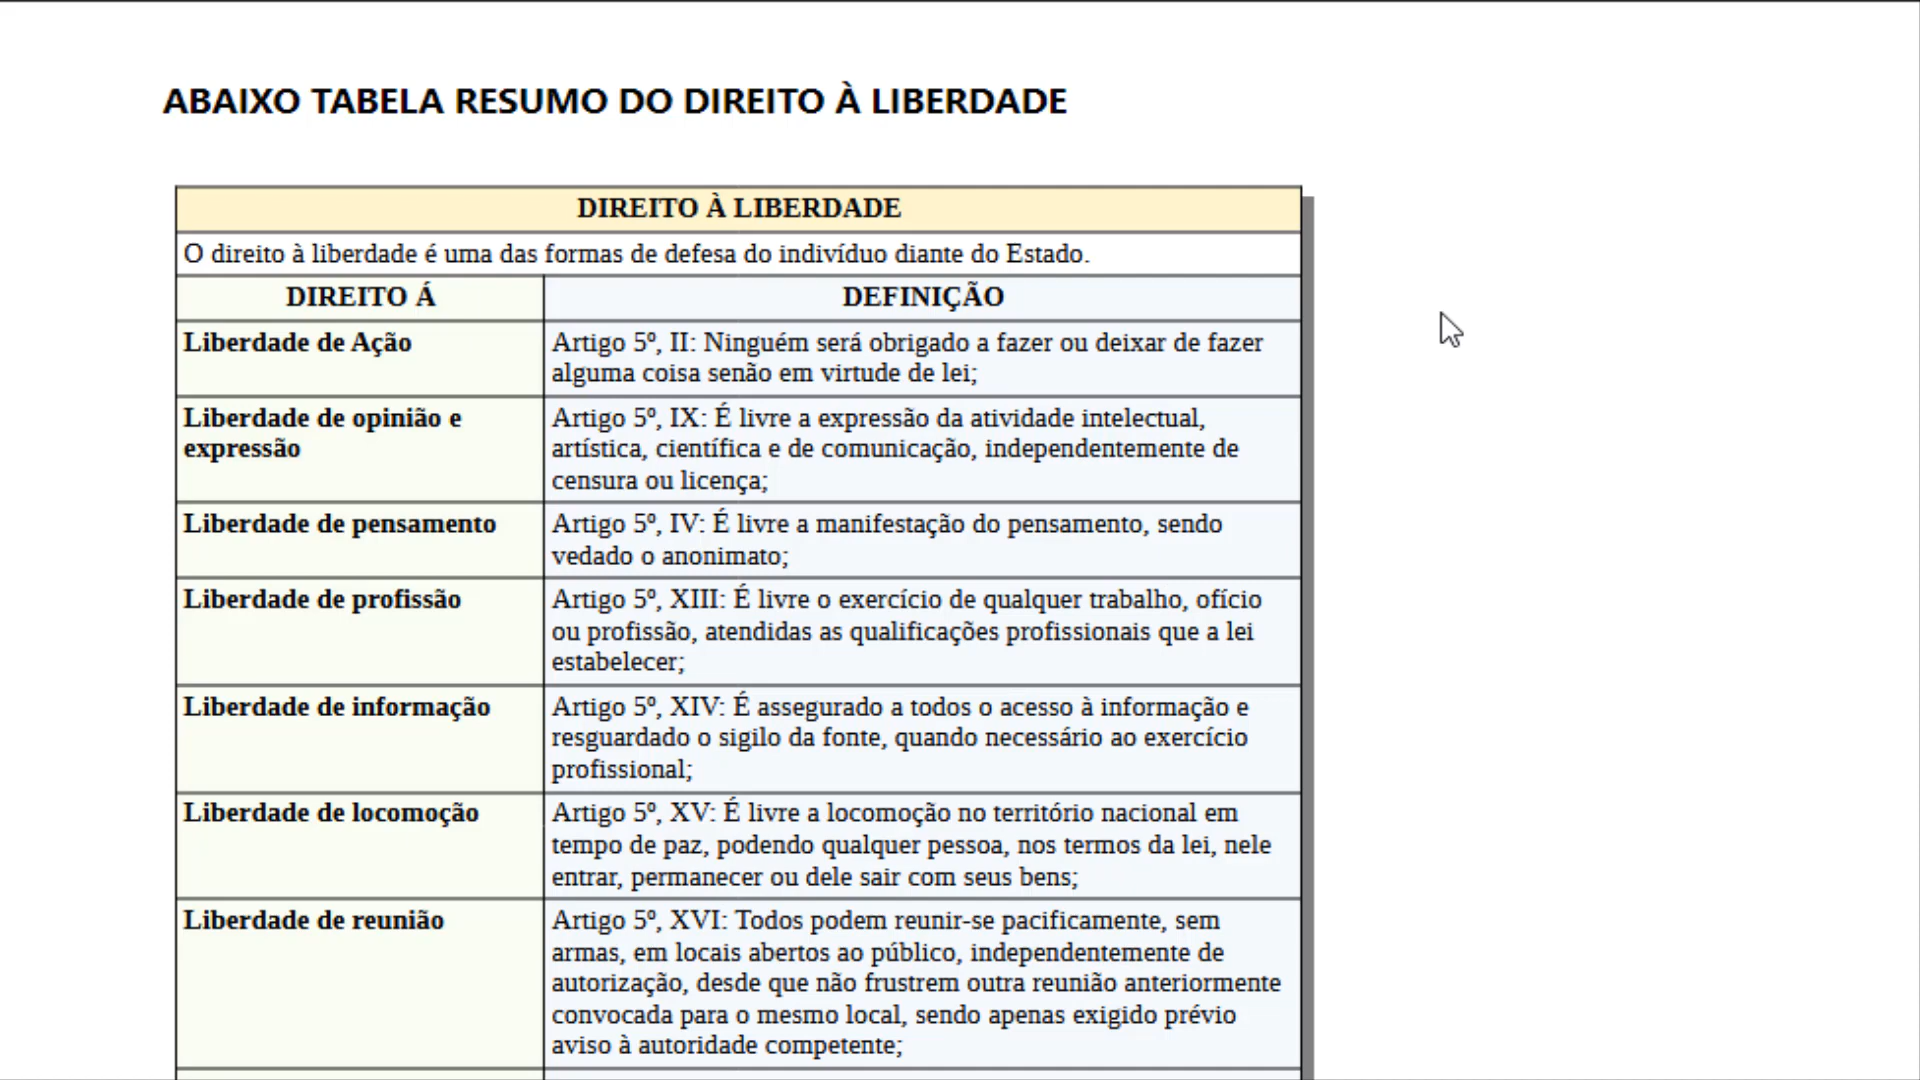 ABAIXO TABELA RESUMO DO DIREITO À LIBERDADE
DIREITO À LIBERDADE
O direito à liberdade é uma das formas de defesa do indivíduo diante do Estado.
DIREITO Á
DEFINIÇÃO
Liberdade de Ação
Artigo 5º, II: Ninguém será obrigado a fazer ou deixar de fazer
alguma coisa senão em virtude de lei;
Liberdade de opinião e
expressão
Artigo 5º, IX: É livre a expressão da atividade intelectual,
artística, científica e de comunicação, independentemente de
censura ou licença;
Liberdade de pensamento
Artigo 5º, IV: É livre a manifestação do pensamento, sendo
vedado o anonimato;
Liberdade de profissão
Artigo 5º, XIII: É livre o exercício de qualquer trabalho, ofício
ou profissão, atendidas as qualificações profissionais que a lei
estabelecer;
Liberdade de informação
Artigo 5º, XIV: É assegurado a todos o acesso à informação e
resguardado o sigilo da fonte, quando necessário ao exercício
profissional;
Liberdade de locomoção
Artigo 5º, XV: É livre a locomoção no território nacional em
tempo de paz, podendo qualquer pessoa, nos termos da lei, nele
entrar, permanecer ou dele sair com seus bens;
Liberdade de reunião
Artigo 5º, XVI: Todos podem reunir-se pacificamente, sem
armas, em locais abertos ao público, independentemente de
autorização, desde que não frustrem outra reunião anteriormente
convocada para o mesmo local, sendo apenas exigido prévio
aviso à autoridade competente;